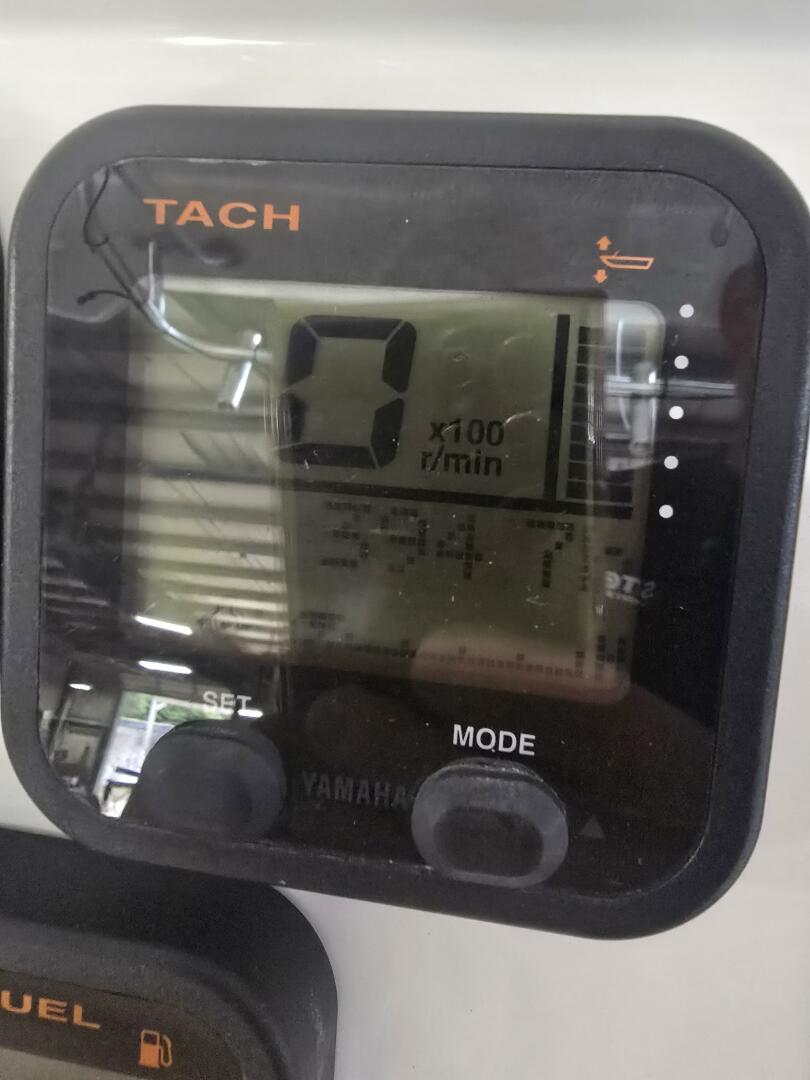 TACH
0
x100
r/min
SET
MODE
YAMAHA
UEL